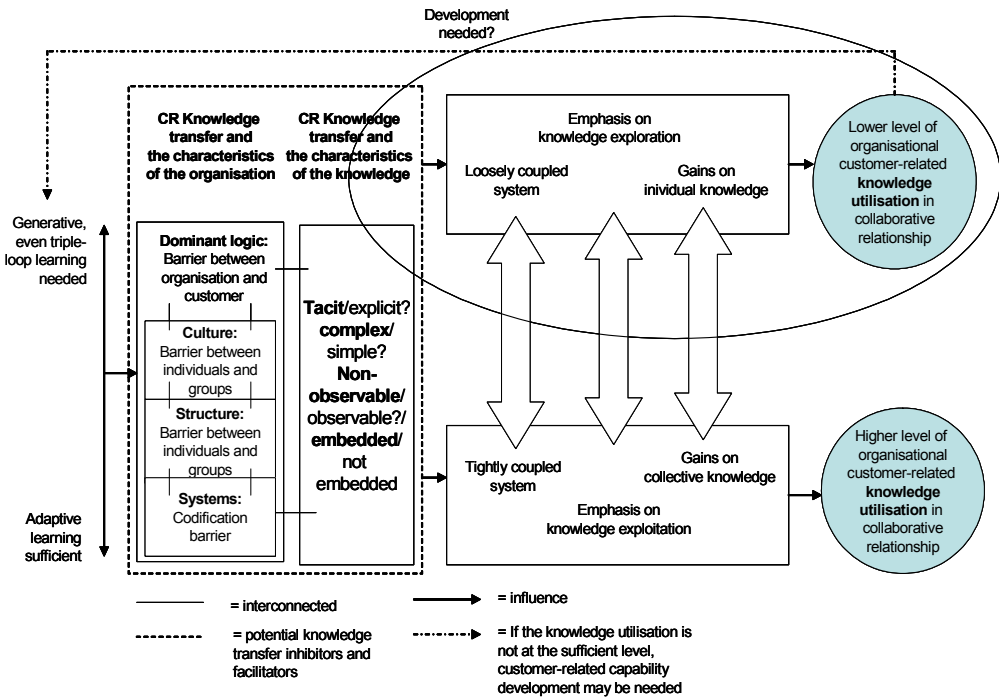 Development
needed?
CR Knowledge
transfer and
the characteristics
of the organisation
CR Knowledge
transfer and
the characteristics
of the knowledge
Emphasis on
knowledge exploration
Loosely coupled
system
Gains on
inividual knowledge
Lower level of
organisational
customer-related
knowledge
utilisation in
collaborative
relationship
Generative,
even triple-
loop learning
needed
Dominant logic:
Barrier between
organisation and
customer
Culture:
Barrier between
individuals and
groups
Structure:
Barrier between
individuals and
groups
Systems:
Codification
barrier
Tacit/explicit?
complex/
simple?
Non-
observable/
observable?/
embedded/
not
embedded
Adaptive
learning
sufficient
Tightly coupled
system
Gains on
collective knowledge
Emphasis on
knowledge exploitation
Higher level of
organisational
customer-related
knowledge
utilisation in
collaborative
relationship
= interconnected
= influence
= potential knowledge
transfer inhibitors and
facilitators
= If the knowledge utilisation is
not at the sufficient level,
customer-related capability
development may be needed